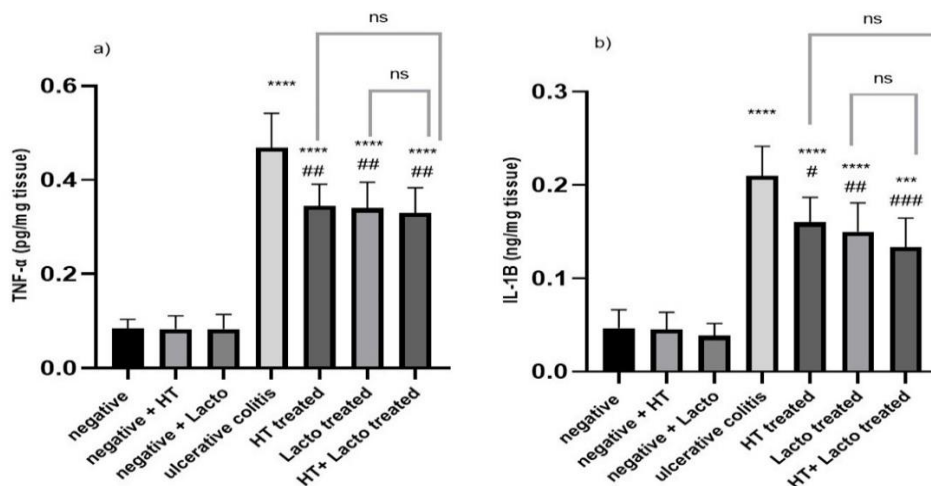 a)
ns
ns
TNF-α (pg/mg tissue)
0.6
0.4
0.2
0.0
****
****
##
****
##
****
##
negative
negative + HT
negative + Lacto
ulcerative colitis
HT treated
Lacto treated
HT+ Lacto treated
b)
ns
ns
IL-1B (ng/mg tissue)
0.3
0.2
0.1
0.0
****
****
#
****
##
***
###
negative
negative + HT
negative + Lacto
ulcerative colitis
HT treated
Lacto treated
HT+ Lacto treated